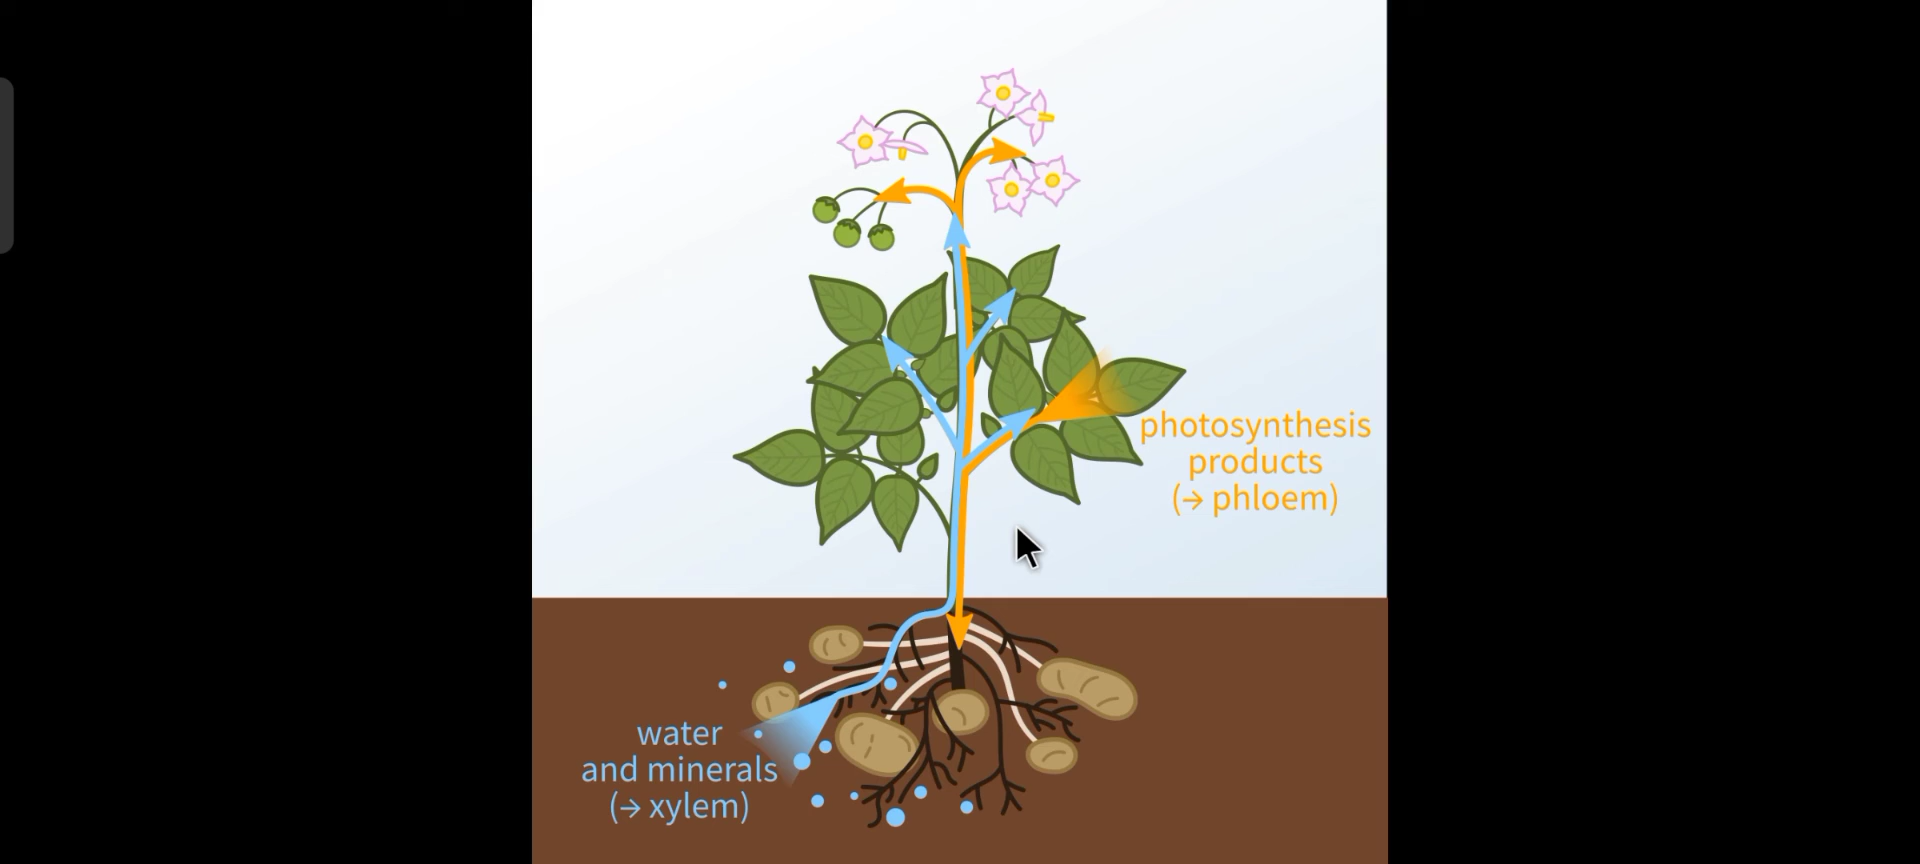 photosynthesis
products
(→ phloem)
water
and minerals
(→ xylem)